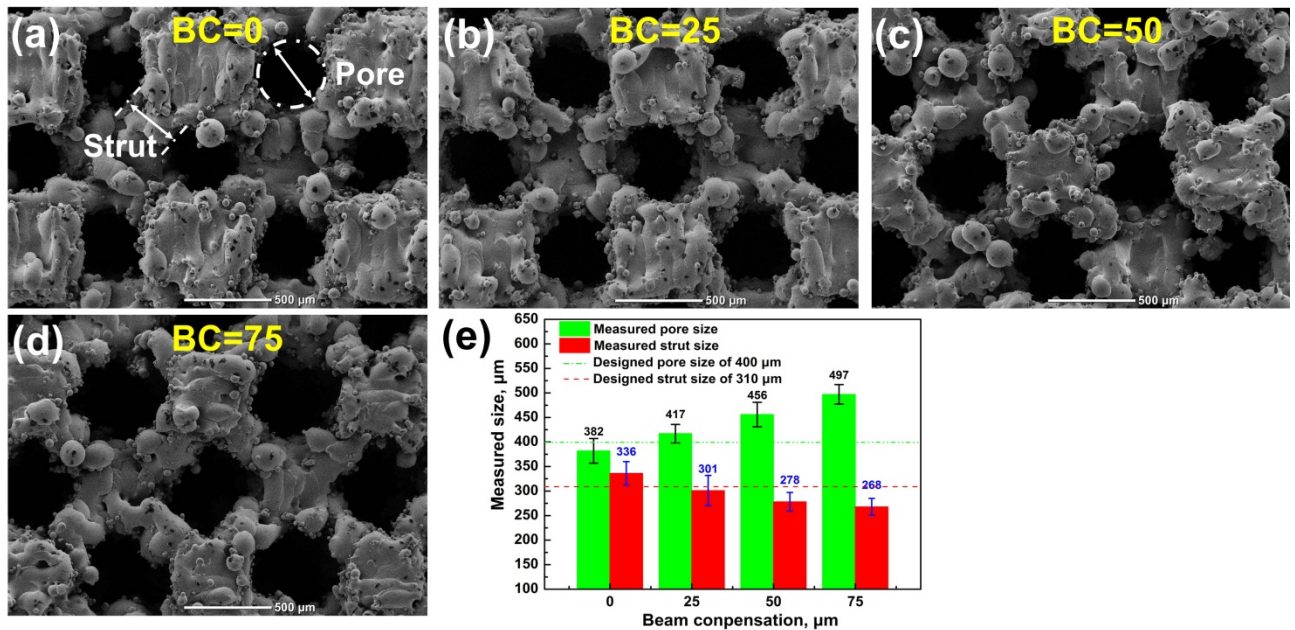 (a)
BC=0
Pore
Strut
500 μm
(b)
BC=25
500 μm
(c)
BC=50
500 μm
(d)
BC=75
500 μm
(e)
Measured pore size
Measured strut size
Designed pore size of 400 μm
Designed strut size of 310 μm
Measured size, μm
650
600
550
500
450
400
350
300
250
200
150
100
382
336
417
301
456
278
497
268
0
25
50
75
Beam conpensation, μm